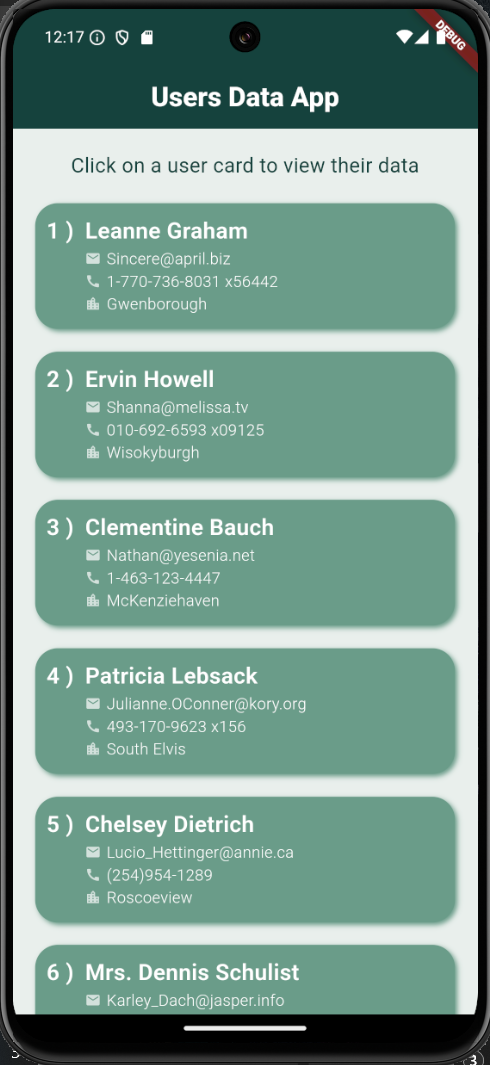 12:17
DEBUG
Users Data App
Click on a user card to view their data
1 ) Leanne Graham
Sincere@april.biz
1-770-736-8031 x56442
Gwenborough
2 ) Ervin Howell
Shanna@melissa.tv
010-692-6593 x09125
Wisokyburgh
3 ) Clementine Bauch
Nathan@yesenia.net
1-463-123-4447
McKenziehaven
4 ) Patricia Lebsack
Julianne.OConner@kory.org
493-170-9623 x156
South Elvis
5 ) Chelsey Dietrich
Lucio_Hettinger@annie.ca
(254)954-1289
Roscoeview
6 ) Mrs. Dennis Schulist
Karley_Dach@jasper.info
3